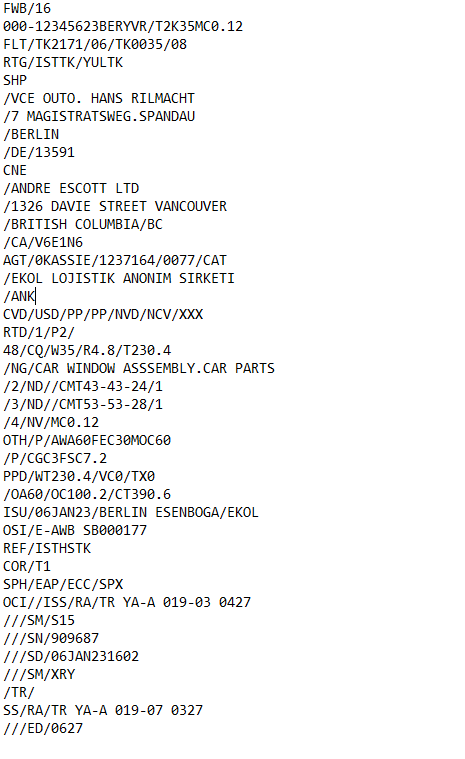 FWB/16
000-12345623BERYVR/T2K35MC0.12
FLT/TK2171/06/TK0035/08
RTG/ISTTK/YULTK
SHP
/VCE OUTO. HANS RILMACHT
/7 MAGISTRATSWEG.SPANDAU
/BERLIN
/DE/13591
CNE
/ANDRE ESCOTT LTD
/1326 DAVIE STREET VANCOUVER
/BRITISH COLUMBIA/BC
/CA/V6E1N6
AGT/0KASSIE/1237164/0077/CAT
/EKOL LOJISTIK ANONIM SIRKETI
/ANK
CVD/USD/PP/PP/NVD/NCV/XXX
RTD/1/P2/
48/CQ/W35/R4.8/T230.4
/NG/CAR WINDOW ASSSEMBLY.CAR PARTS
/2/ND//CMT43-43-24/1
/3/ND//CMT53-53-28/1
/4/NV/MC0.12
OTH/P/AWA60FEC30MOC60
/P/CGC3FSC7.2
PPD/WT230.4/VC0/TX0
/OA60/OC100.2/CT390.6
ISU/06JAN23/BERLIN ESENBOGA/EKOL
OSI/E-AWB SB000177
REF/ISTHSTK
COR/T1
SPH/EAP/ECC/SPX
OCI//ISS/RA/TR YA-A 019-03 0427
///SM/S15
///SN/909687
///SD/06JAN231602
///SM/XRY
/TR/
SS/RA/TR YA-A 019-07 0327
///ED/0627